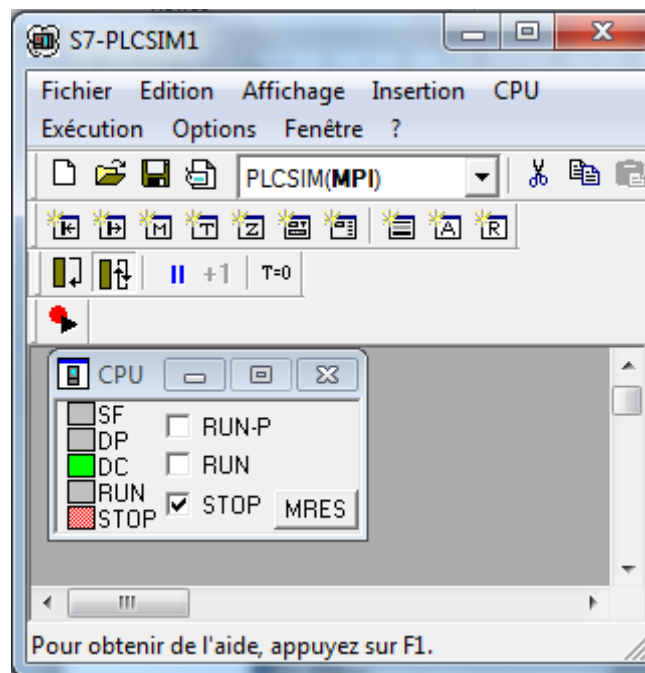 S7-PLCSIM1
Fichier Edition Affichage Insertion CPU
Exécution Options Fenêtre ?
PLCSIM(MPI)
M T Z A R
+1 T=0
CPU
SF
DP
DC
RUN
STOP
RUN-P
RUN
STOP MRES
Pour obtenir de l'aide, appuyez sur F1.